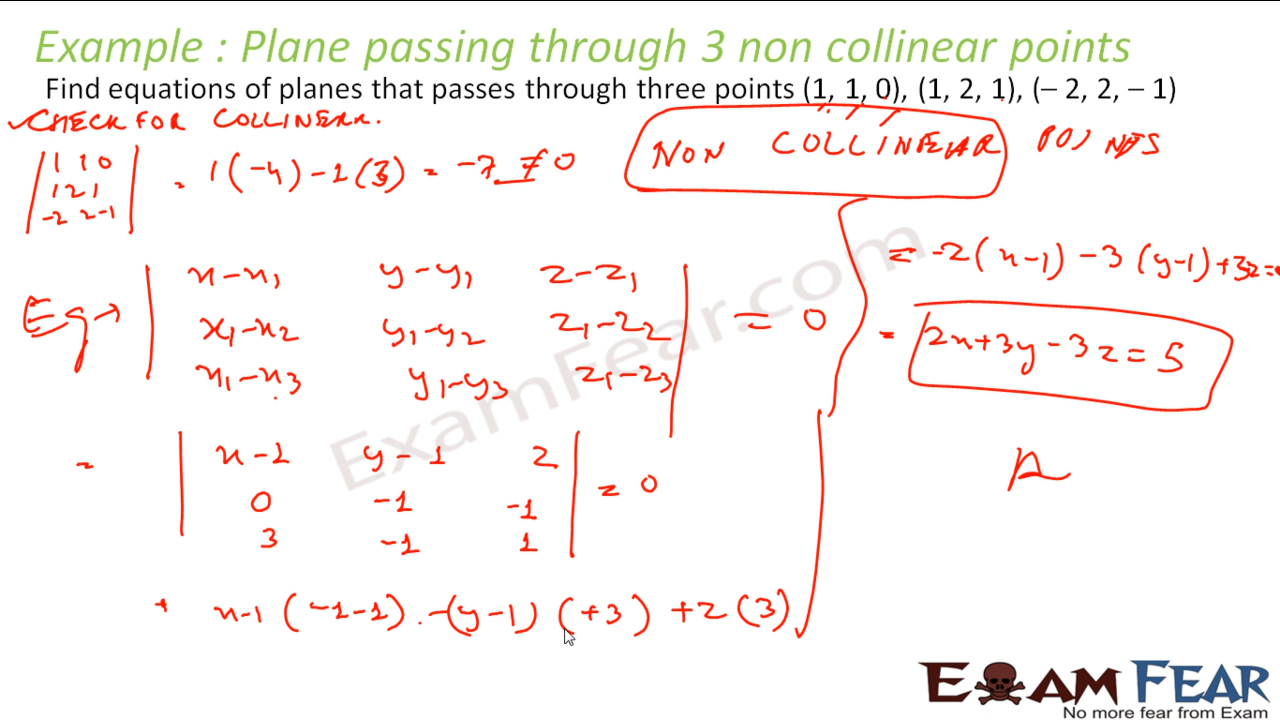 Example : Plane passing through 3 non collinear points
Find equations of planes that passes through three points (1, 1, 0), (1, 2, 1), (– 2, 2, – 1)
✓CHECK FOR COLLINEAR.
| 1 1 0 |
| 1 2 1 | = 1(-4) - 1(3) = -7 ≠ 0
| -2 2 -1 |
NON COLLINEAR POINTS
Eq→ | x-x1 y-y1 z-z1 |
| x1-x2 y1-y2 z1-z2 | = 0
| x1-x3 y1-y3 z1-z3 |
= | x-1 y-1 z |
| 0 -1 -1 | = 0
| 3 -1 1 |
x-1 (-1-1) -(y-1) (+3) + z (3)
= -2(x-1) - 3(y-1) + 3z = 0
= 2x+3y-3z = 5
ExamFear.com
EXAM FEAR
No more fear from Exam